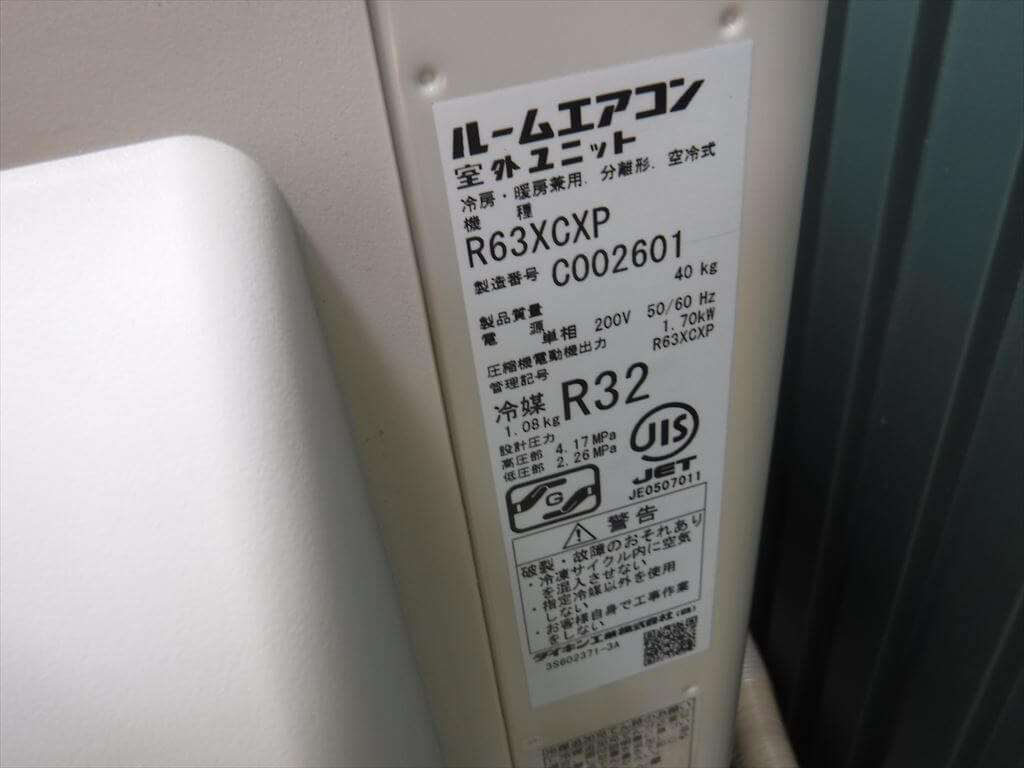 ルームエアコン
室外ユニット
冷房・暖房兼用、分離形、空冷式
機種
R63XCXP
製造番号 C002601
製品質量 40 kg
電源 単相 200V 50/60 Hz
圧縮機電動機出力 1.70kW
管理記号 R63XCXP
冷媒 R32
1.08kg
設計圧力
高圧部 4.17MPa
低圧部 2.26MPa
JIS
JET
JE0507011
G
警告
破裂・故障のおそれあり
・冷凍サイクル内に空気
を混入させない
・指定冷媒以外を使用
しない
・お客様自身で工事作業
をしない
ダイキン工業株式会社(角)
3S602371-3A